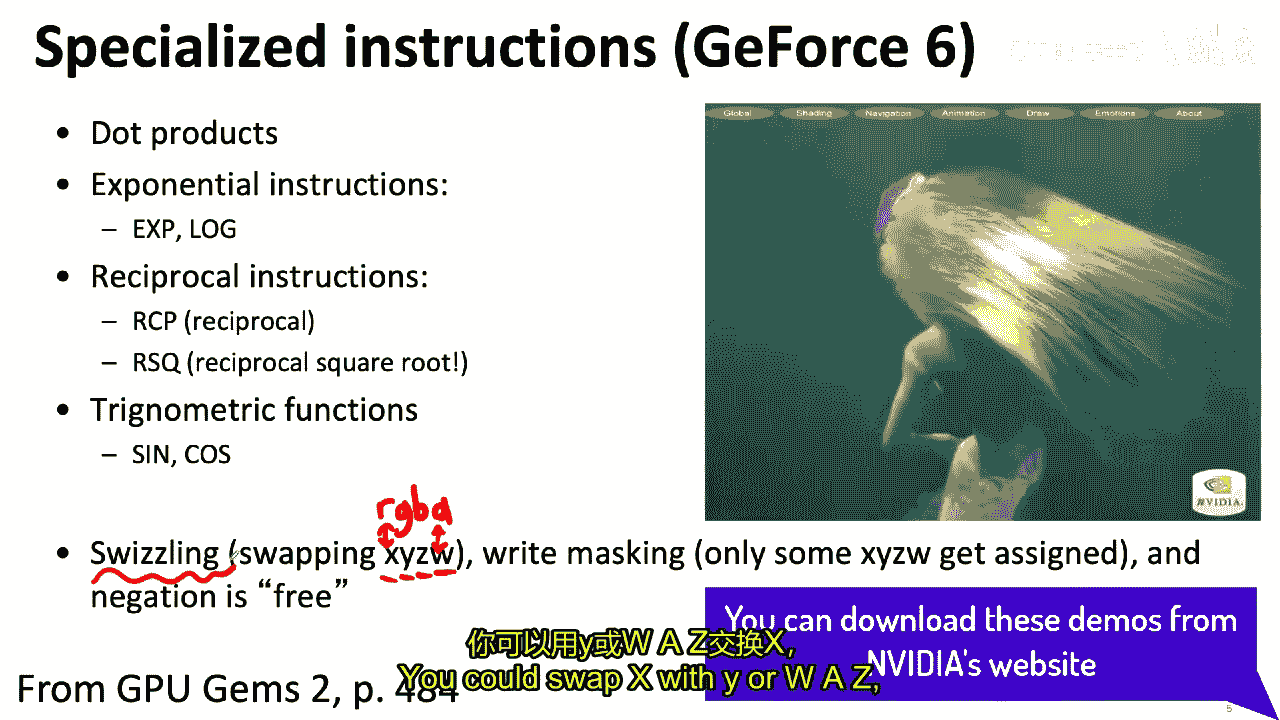 Specialized instructions (GeForce 6)
• Dot products
• Exponential instructions:
– EXP, LOG
• Reciprocal instructions:
– RCP (reciprocal)
– RSQ (reciprocal square root!)
• Trignometric functions
– SIN, COS
rgba
• Swizzling (swapping xyzw), write masking (only some xyzw get assigned), and
negation is “free”
Global Shading Navigation Animation Draw Emotions About
NVIDIA
You can download these demos from
NVIDIA's website
你可以用y或W A Z交换X,
You could swap X with y or W A Z,
From GPU Gems 2, p. 484
5